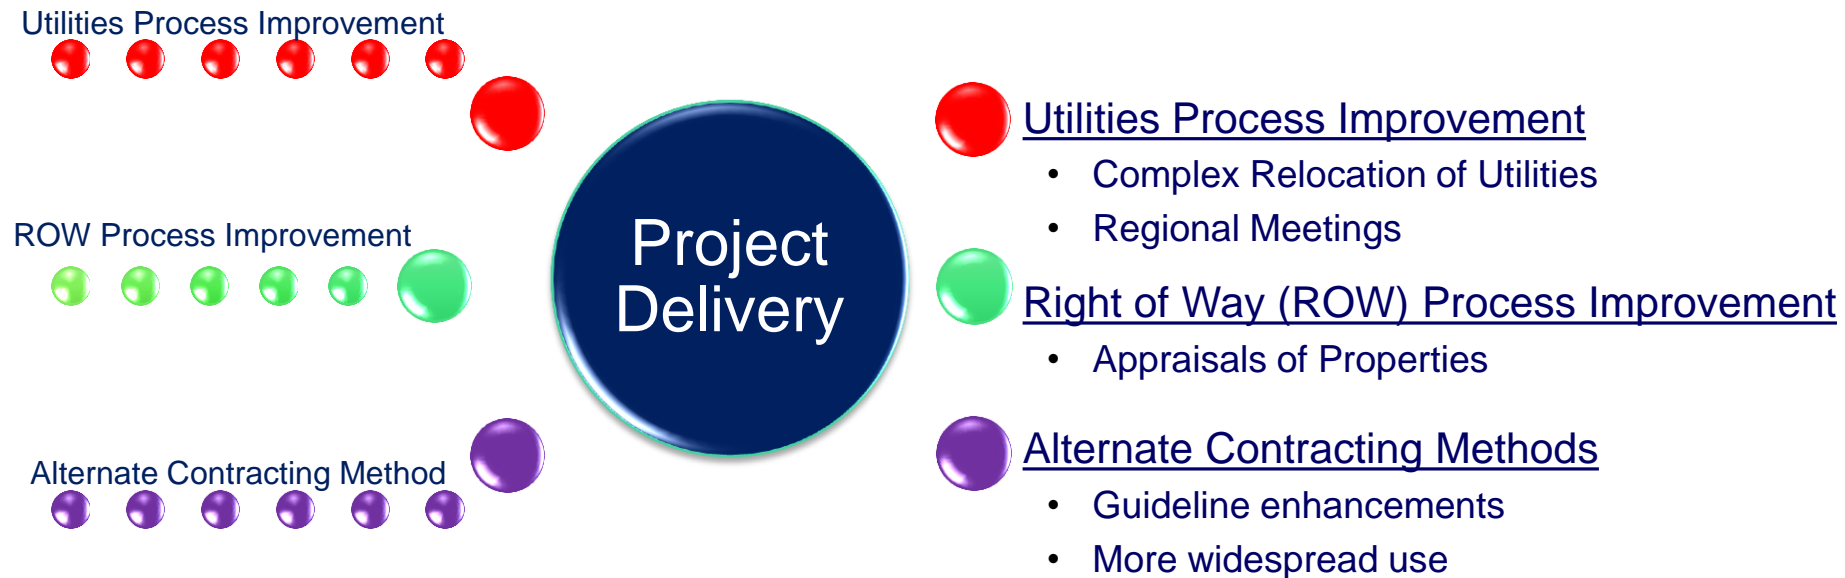 Utilities Process Improvement
ROW Process Improvement
Alternate Contracting Method
Project
Delivery
Utilities Process Improvement
• Complex Relocation of Utilities
• Regional Meetings
Right of Way (ROW) Process Improvement
• Appraisals of Properties
Alternate Contracting Methods
• Guideline enhancements
• More widespread use